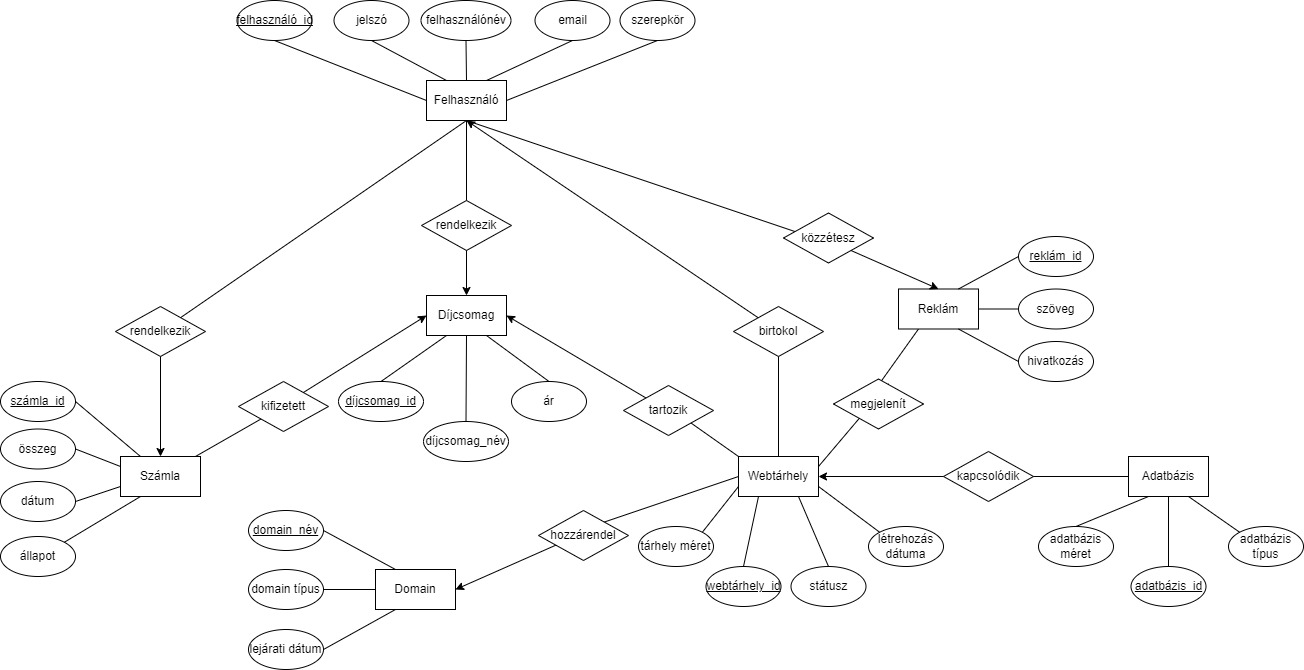 felhasználó_id
jelszó
felhasználónév
email
szerepkör
Felhasználó
rendelkezik
közzétesz
reklám_id
Reklám
szöveg
Díjcsomag
rendelkezik
birtokol
hivatkozás
számla_id
kifizetett
díjcsomag_id
ár
tartozik
megjelenít
díjcsomag_név
összeg
Számla
Webtárhely
kapcsolódik
Adatbázis
dátum
domain_név
hozzárendel
tárhely méret
létrehozás
dátuma
adatbázis
méret
adatbázis
típus
állapot
domain típus
Domain
webtárhely_id
státusz
adatbázis_id
lejárati dátum